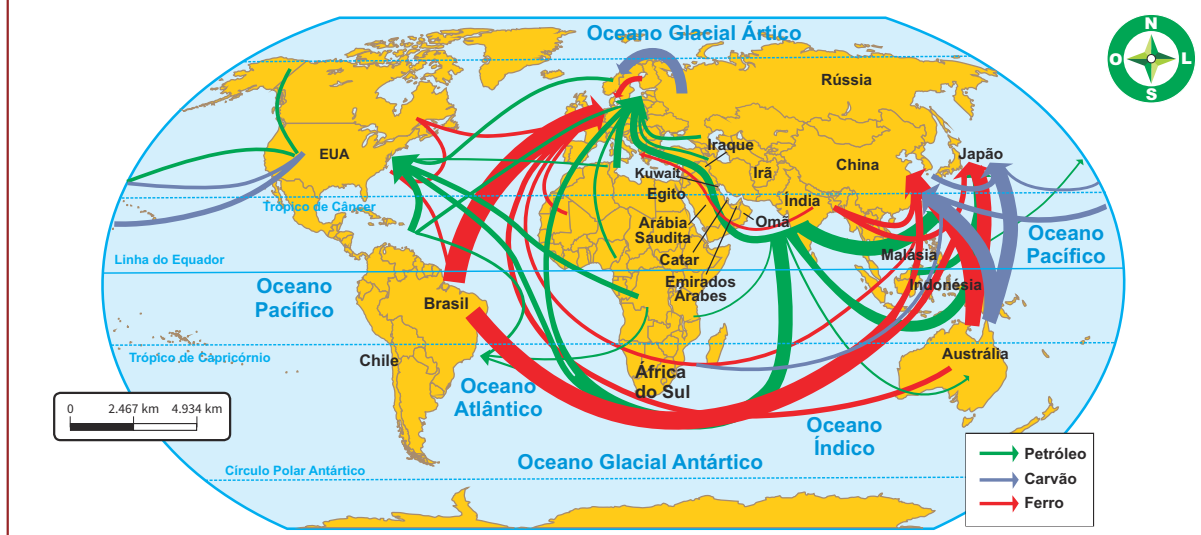 N
O
L
S
Oceano Glacial Ártico
Rússia
EUA
Iraque
China
Japão
Kuwait
Irã
Egito
Índia
Trópico de Câncer
Arábia
Saudita
Omã
Oceano
Pacífico
Linha do Equador
Catar
Malásia
Oceano
Pacífico
Emirados
Árabes
Indonésia
Brasil
Trópico de Capricórnio
Chile
Austrália
África
do Sul
Oceano
Atlântico
0 2.467 km 4.934 km
Oceano
Índico
Círculo Polar Antártico
Oceano Glacial Antártico
Petróleo
Carvão
Ferro